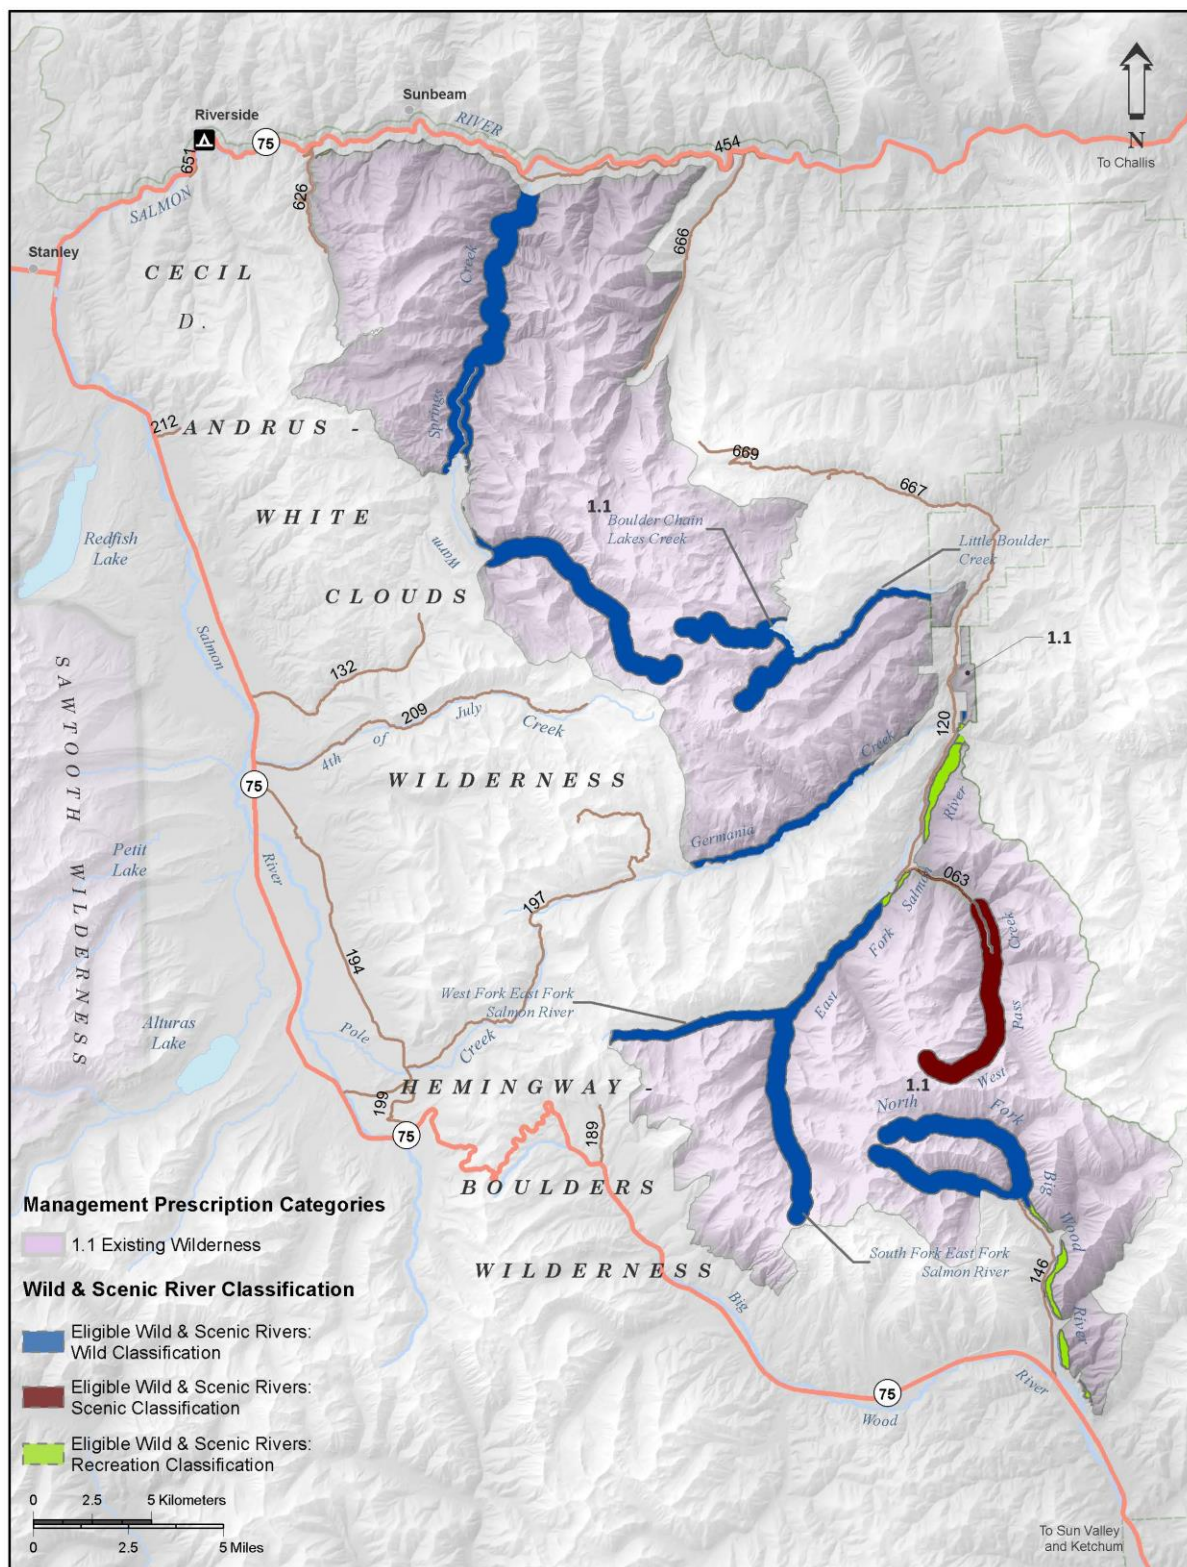 Sunbeam
RIVER
Riverside
75
651
SALMON
626
454
N
To Challis
666
Stanley
CECIL
D.
Creek
Springs
212
ANDRUS -
669
667
1.1
Boulder Chain
Lakes Creek
Little Boulder
Creek
WHITE
Warm
Redfish
Lake
CLOUDS
Salmon
132
1.1
SAWTOOTH WILDERNESS
209
4th of July Creek
120
75
WILDERNESS
Germania Creek
River
Petit
Lake
River
197
063
194
East Fork Salmon
West Fork East Fork
Salmon River
Creek
Pass
West
Alturas
Lake
Pole Creek
HEMINGWAY -
1.1
199
North Fork
75
189
Big
BOULDERS
Wood
Management Prescription Categories
1.1 Existing Wilderness
South Fork East Fork
Salmon River
146
WILDERNESS
Wild & Scenic River Classification
Big
River
Eligible Wild & Scenic Rivers:
Wild Classification
Eligible Wild & Scenic Rivers:
Scenic Classification
75
River
Wood
Eligible Wild & Scenic Rivers:
Recreation Classification
0 2.5 5 Kilometers
0 2.5 5 Miles
To Sun Valley
and Ketchum